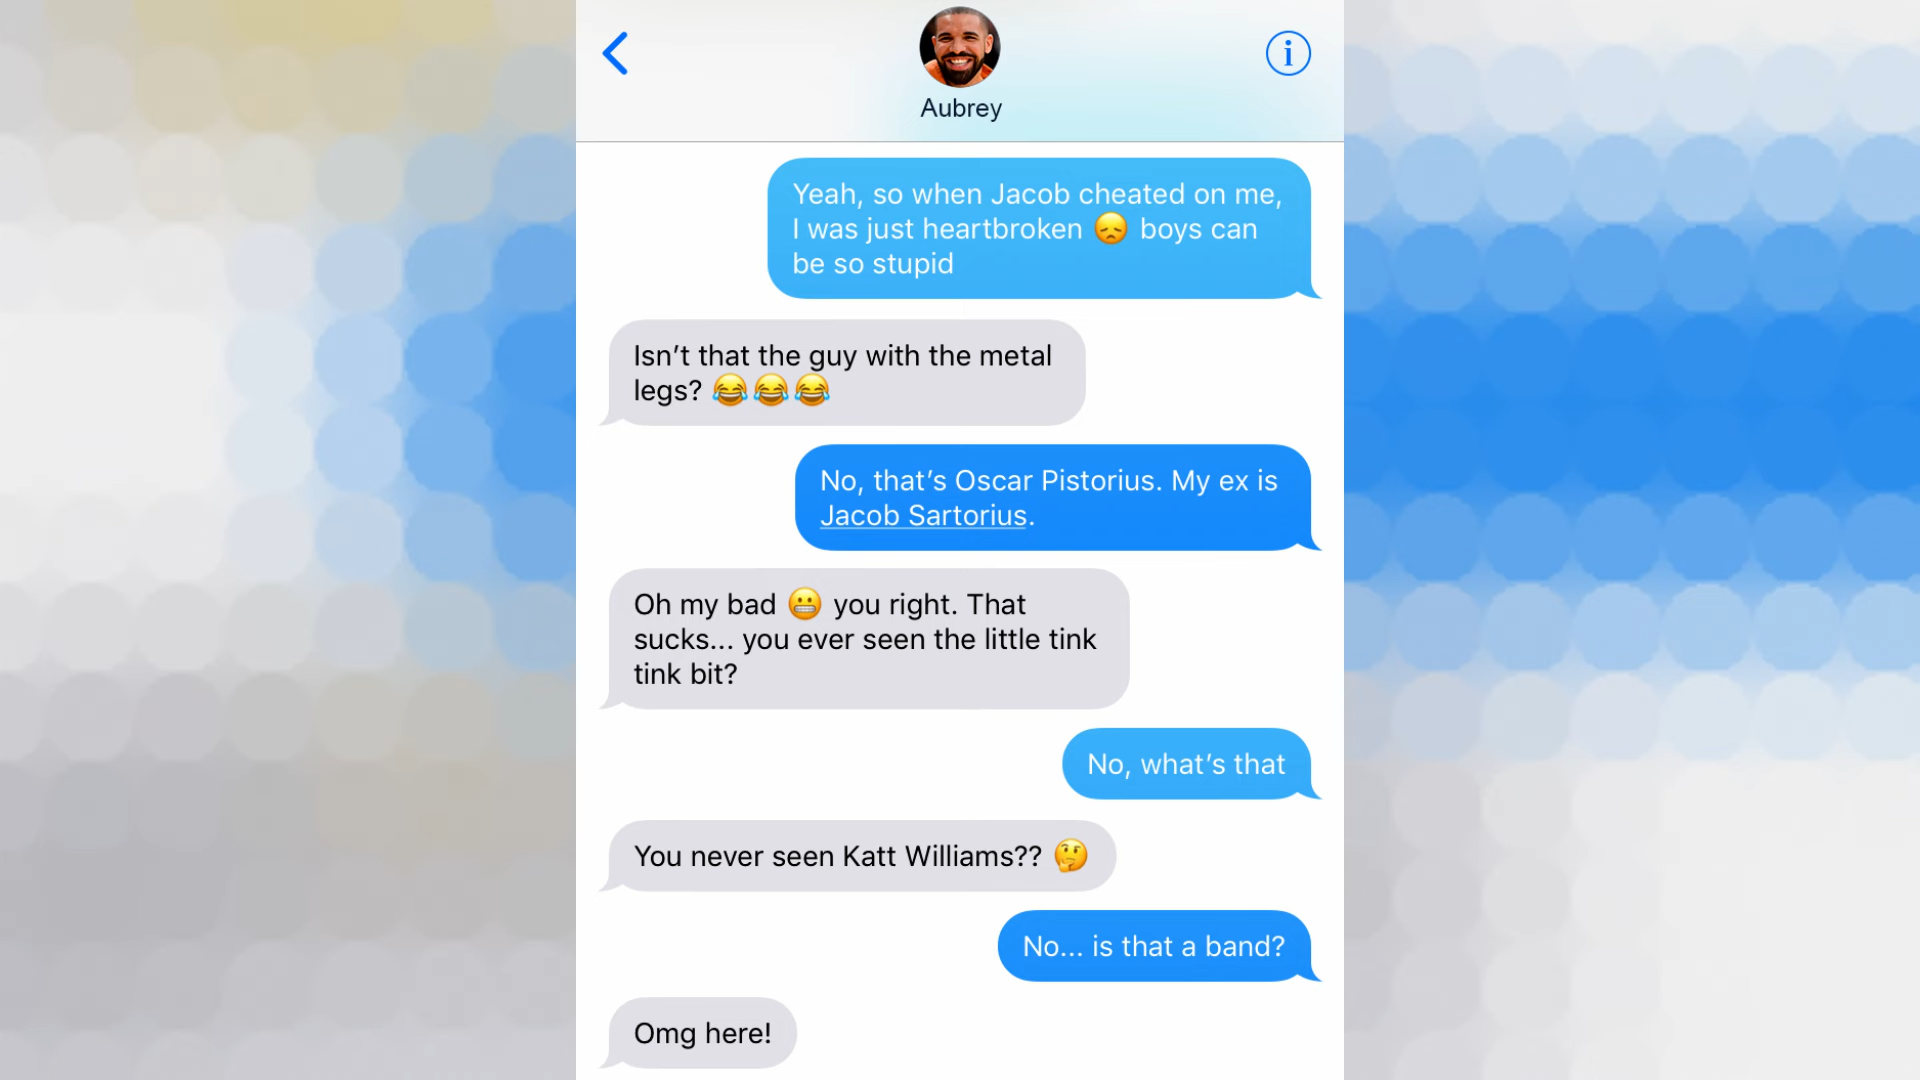 Aubrey
Yeah, so when Jacob cheated on me,
I was just heartbroken 😞 boys can
be so stupid
Isn’t that the guy with the metal
legs? 😂😂😂
No, that’s Oscar Pistorius. My ex is
Jacob Sartorius.
Oh my bad 😬 you right. That
sucks... you ever seen the little tink
tink bit?
No, what’s that
You never seen Katt Williams?? 🤔
No... is that a band?
Omg here!